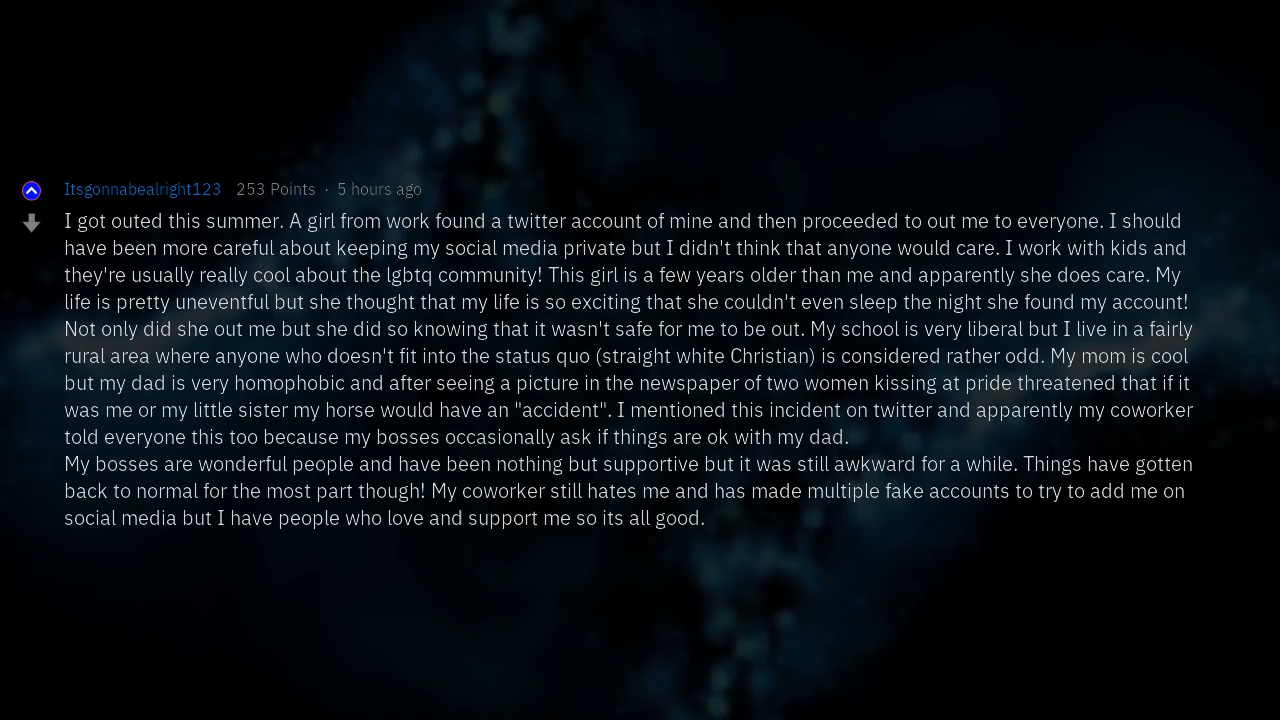 Itsgonnabealright123 253 Points · 5 hours ago
I got outed this summer. A girl from work found a twitter account of mine and then proceeded to out me to everyone. I should
have been more careful about keeping my social media private but I didn't think that anyone would care. I work with kids and
they're usually really cool about the lgbtq community! This girl is a few years older than me and apparently she does care. My
life is pretty uneventful but she thought that my life is so exciting that she couldn't even sleep the night she found my account!
Not only did she out me but she did so knowing that it wasn't safe for me to be out. My school is very liberal but I live in a fairly
rural area where anyone who doesn't fit into the status quo (straight white Christian) is considered rather odd. My mom is cool
but my dad is very homophobic and after seeing a picture in the newspaper of two women kissing at pride threatened that if it
was me or my little sister my horse would have an "accident". I mentioned this incident on twitter and apparently my coworker
told everyone this too because my bosses occasionally ask if things are ok with my dad.
My bosses are wonderful people and have been nothing but supportive but it was still awkward for a while. Things have gotten
back to normal for the most part though! My coworker still hates me and has made multiple fake accounts to try to add me on
social media but I have people who love and support me so its all good.